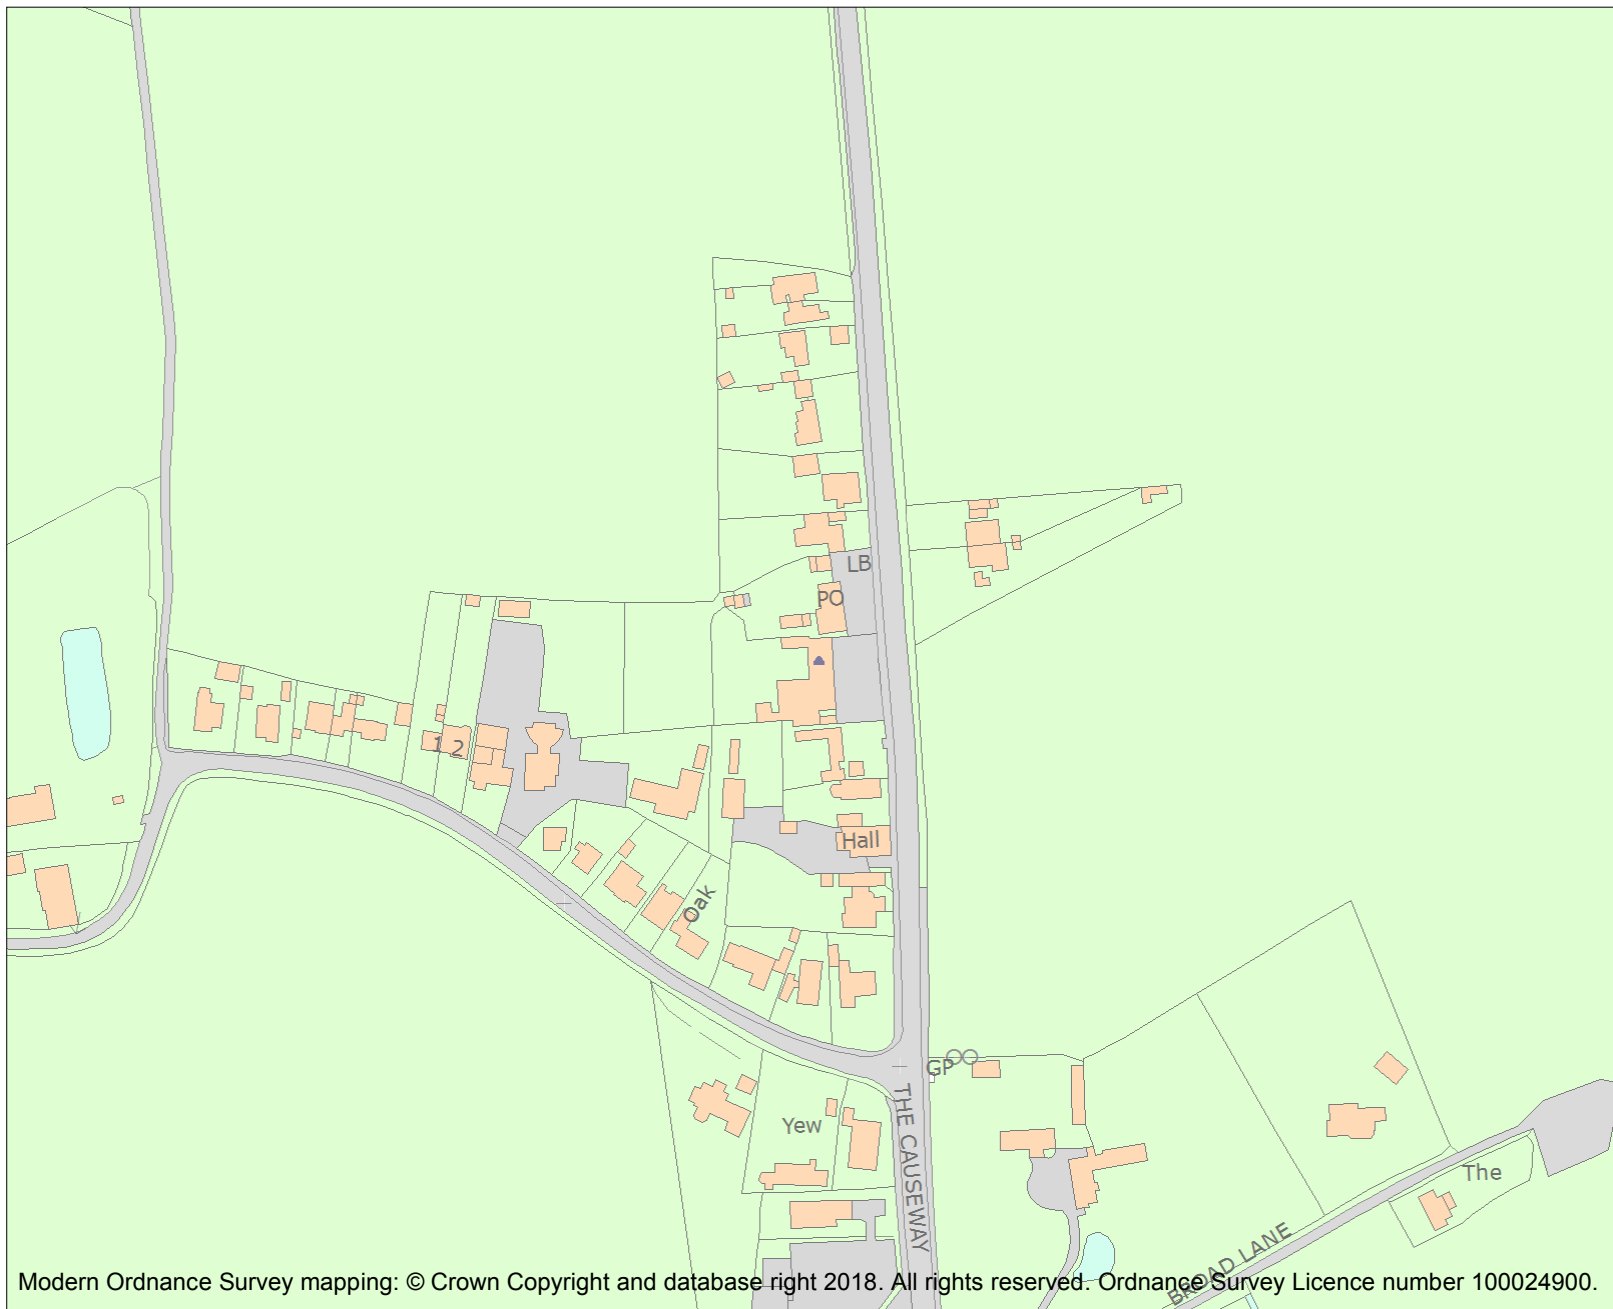 LB
PO
1 2
Hall
Oak
GP
Yew
THE CAUSEWAY
The
BROAD LANE
Modern Ordnance Survey mapping: © Crown Copyright and database right 2018. All rights reserved. Ordnance Survey Licence number 100024900.